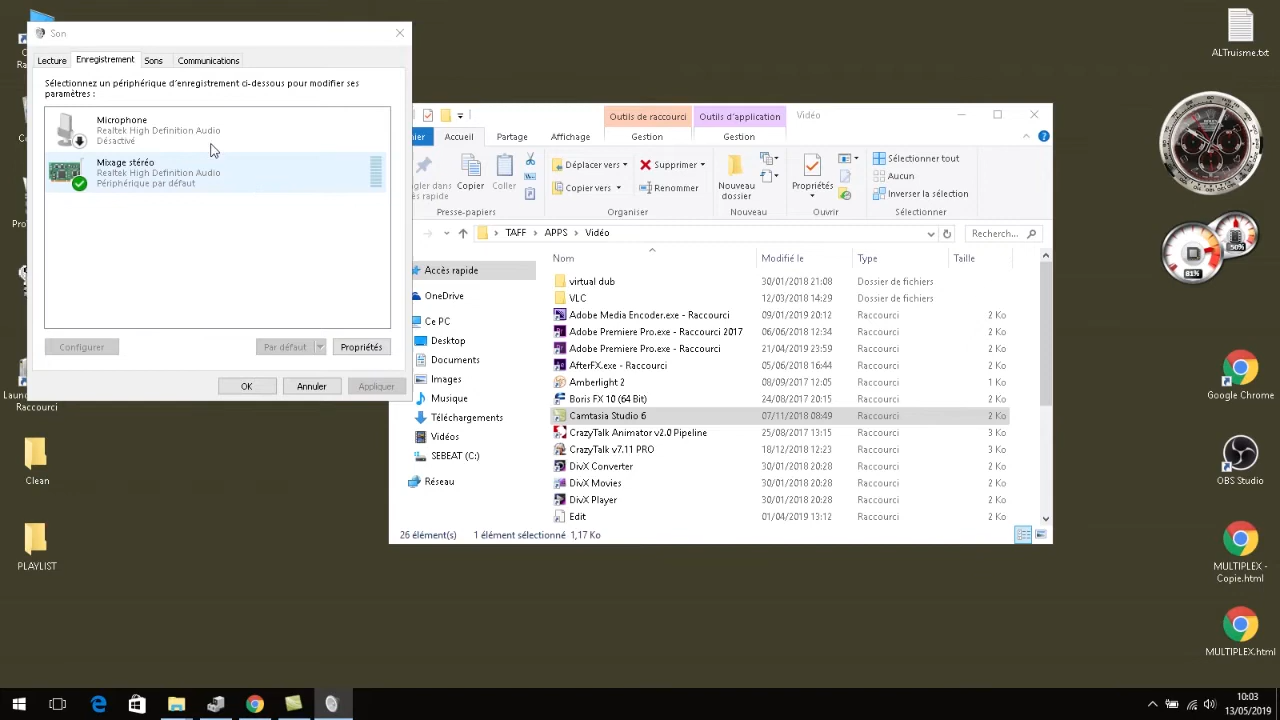 Son
Lecture
Enregistrement
Sons
Communications
Sélectionnez un périphérique d'enregistrement ci-dessous pour modifier ses
paramètres :
Microphone
Realtek High Definition Audio
Désactivé
Mixage stéréo
Realtek High Definition Audio
Périphérique par défaut
Configurer
Par défaut
Propriétés
OK
Annuler
Appliquer
Outils de raccourci
Outils d'application
Vidéo
Accueil
Partage
Affichage
Gestion
Gestion
Copier
Coller
Presse-papiers
Déplacer vers
Copier vers
Supprimer
Renommer
Organiser
Nouveau
dossier
Nouveau
Propriétés
Ouvrir
Sélectionner tout
Aucun
Inverser la sélection
Sélectionner
TAFF > APPS > Vidéo
Recherch...
Accès rapide
OneDrive
Ce PC
Desktop
Documents
Images
Musique
Téléchargements
Vidéos
SEBEAT (C:)
Réseau
Nom Modifié le Type Taille
virtual dub 30/01/2018 21:08 Dossier de fichiers
VLC 12/03/2018 14:29 Dossier de fichiers
Adobe Media Encoder.exe - Raccourci 09/01/2019 20:12 Raccourci 2 Ko
Adobe Premiere Pro.exe - Raccourci 2017 06/06/2018 12:34 Raccourci 2 Ko
Adobe Premiere Pro.exe - Raccourci 21/04/2019 23:59 Raccourci 2 Ko
AfterFX.exe - Raccourci 05/06/2018 16:44 Raccourci 2 Ko
Amberlight 2 08/09/2017 12:05 Raccourci 1 Ko
Boris FX 10 (64 Bit) 24/08/2017 20:15 Raccourci 2 Ko
Camtasia Studio 6 07/11/2018 08:49 Raccourci 2 Ko
CrazyTalk Animator v2.0 Pipeline 25/08/2017 13:15 Raccourci 3 Ko
CrazyTalk v7.11 PRO 18/12/2018 12:23 Raccourci 3 Ko
DivX Converter 30/01/2018 20:28 Raccourci 2 Ko
DivX Movies 30/01/2018 20:28 Raccourci 2 Ko
DivX Player 30/01/2018 20:28 Raccourci 2 Ko
Edit 01/04/2019 13:12 Raccourci 2 Ko
26 élément(s) 1 élément sélectionné 1,17 Ko
Raccourci
Clean
PLAYLIST
ALTruisme.txt
50%
81%
Google Chrome
OBS Studio
MULTIPLEX -
Copie.html
MULTIPLEX.html
10:03
13/05/2019